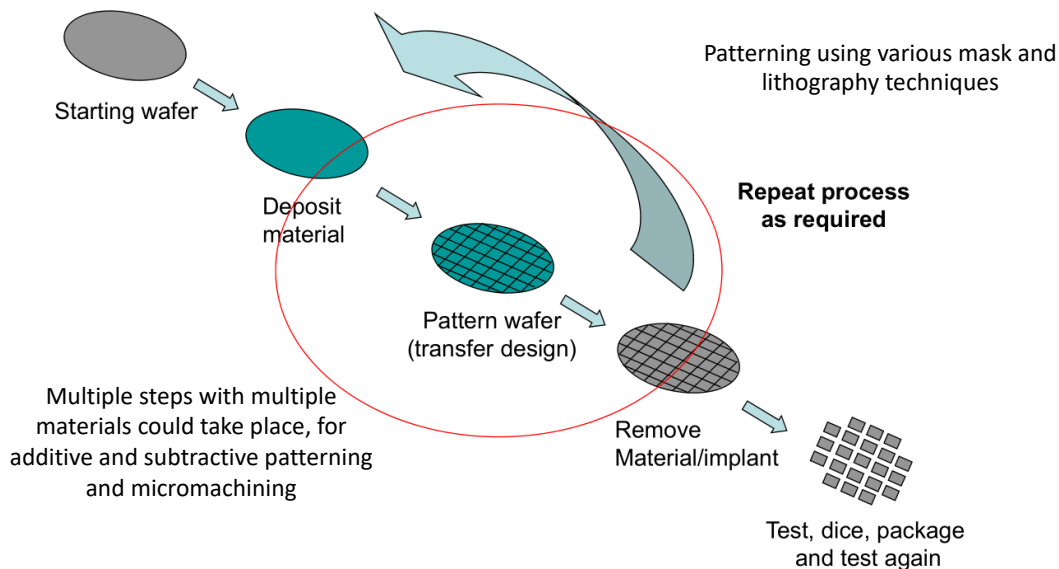 Patterning using various mask and
lithography techniques
Starting wafer
Deposit
material
Repeat process
as required
Pattern wafer
(transfer design)
Multiple steps with multiple
materials could take place, for
additive and subtractive patterning
and micromachining
Remove
Material/implant
Test, dice, package
and test again